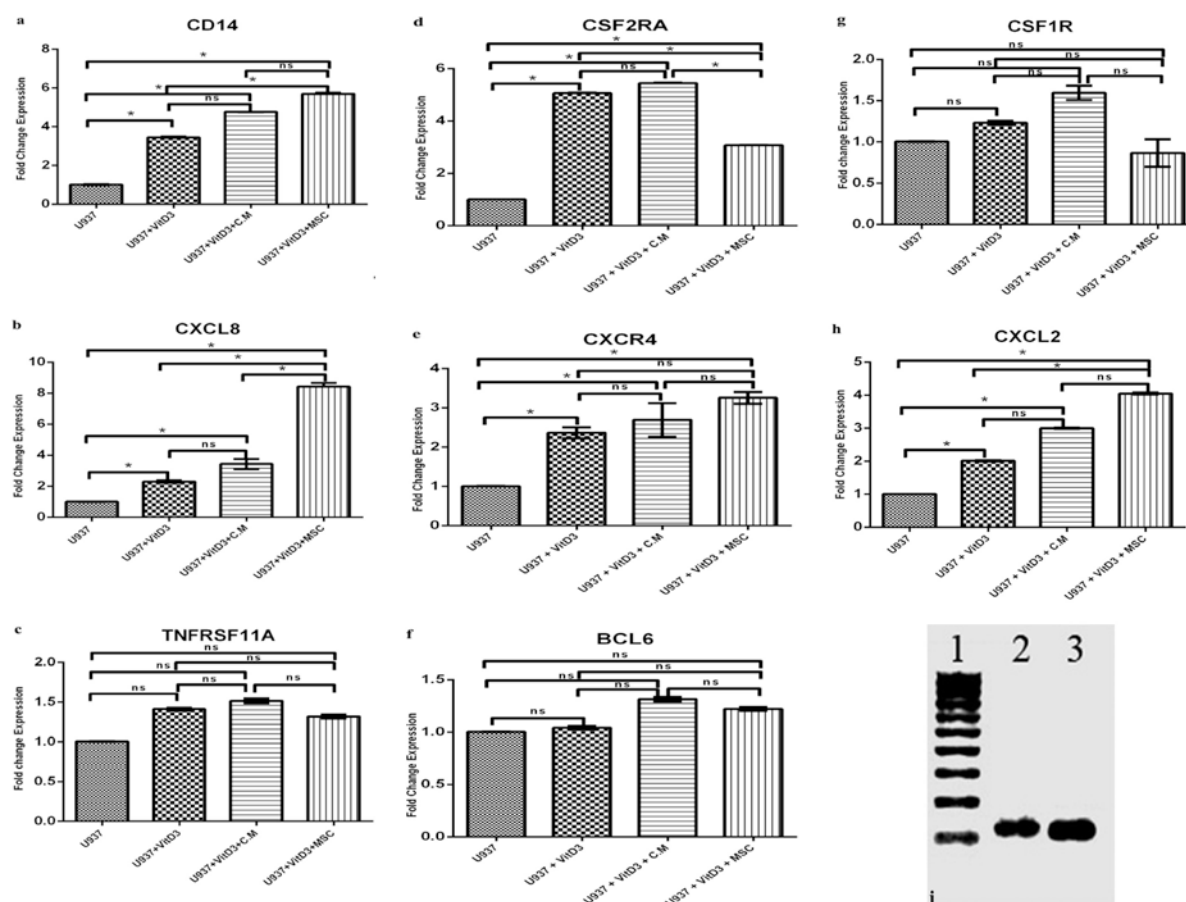 a
CD14
Fold Change Expression
8
6
4
2
0
*
ns
*
*
ns
*
U937
U937+VitD3
U937+VitD3+C.M
U937+VitD3+MSC
d
CSF2RA
Fold Change Expression
8
6
4
2
0
*
*
*
*
ns
*
U937
U937 + VitD3
U937 + VitD3 + C.M
U937 + VitD3 + MSC
g
CSF1R
Fold change Expression
2.0
1.5
1.0
0.5
0.0
ns
ns
ns
ns
ns
ns
U937
U937 + VitD3
U937 + VitD3 + C.M
U937 + VitD3 + MSC
b
CXCL8
Fold Change Expression
10
8
6
4
2
0
*
*
*
*
ns
*
U937
U937+VitD3
U937+VitD3+C.M
U937+VitD3+MSC
e
CXCR4
Fold Change Expression
4
3
2
1
0
*
ns
*
ns
ns
*
U937
U937 + VitD3
U937 + VitD3 + C.M
U937 + VitD3 + MSC
h
CXCL2
Fold Change Expression
5
4
3
2
1
0
*
*
ns
*
ns
*
U937
U937 + VitD3
U937 + VitD3 + C.M
U937 + VitD3 + MSC
c
TNFRSF11A
Fold change Expression
2.0
1.5
1.0
0.5
0.0
ns
ns
ns
ns
ns
ns
U937
U937+VitD3
U937+VitD3+C.M
U937+VitD3+MSC
f
BCL6
Fold change Expression
1.5
1.0
0.5
0.0
ns
ns
ns
ns
ns
ns
U937
U937 + VitD3
U937 + VitD3 + C.M
U937 + VitD3 + MSC
1 2 3
i